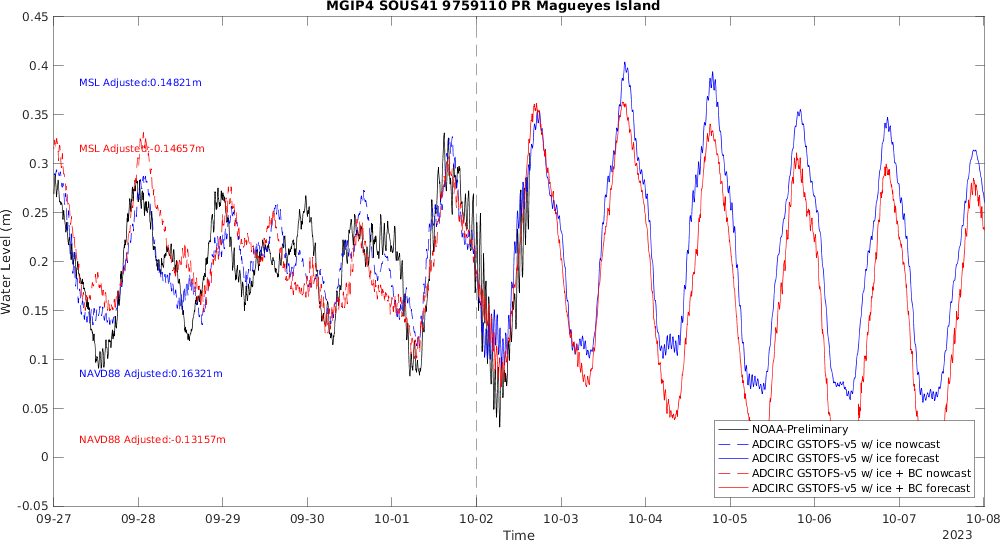 MGIP4 SOUS41 9759110 PR Magueyes Island
0.45
0.4
0.35
0.3
0.25
0.2
0.15
0.1
0.05
0
-0.05
Water Level (m)
MSL Adjusted:0.14821m
MSL Adjusted:-0.14657m
NAVD88 Adjusted:0.16321m
NAVD88 Adjusted:-0.13157m
NOAA-Preliminary
ADCIRC GSTOFS-v5 w/ ice nowcast
ADCIRC GSTOFS-v5 w/ ice forecast
ADCIRC GSTOFS-v5 w/ ice + BC nowcast
ADCIRC GSTOFS-v5 w/ ice + BC forecast
09-27 09-28 09-29 09-30 10-01 10-02 10-03 10-04 10-05 10-06 10-07 10-08
Time
2023